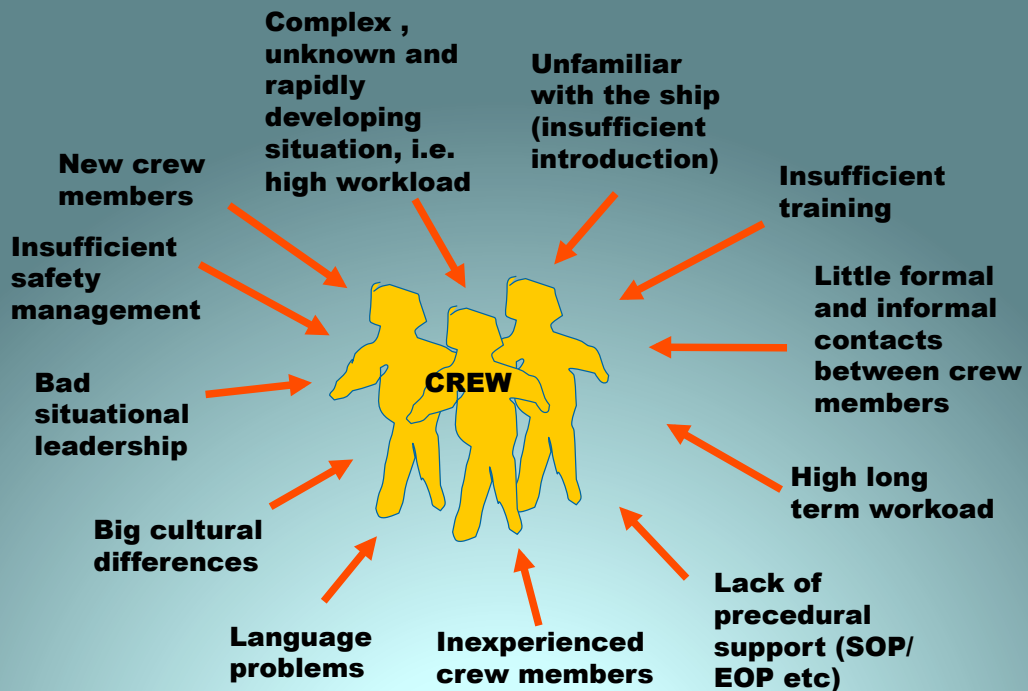 Complex ,
unknown and
rapidly
developing
situation, i.e.
high workload
Unfamiliar
with the ship
(insufficient
introduction)
New crew
members
Insufficient
training
Insufficient
safety
management
Little formal
and informal
contacts
between crew
members
Bad
situational
leadership
CREW
High long
term workoad
Big cultural
differences
Lack of
precedural
support (SOP/
EOP etc)
Language
problems
Inexperienced
crew members